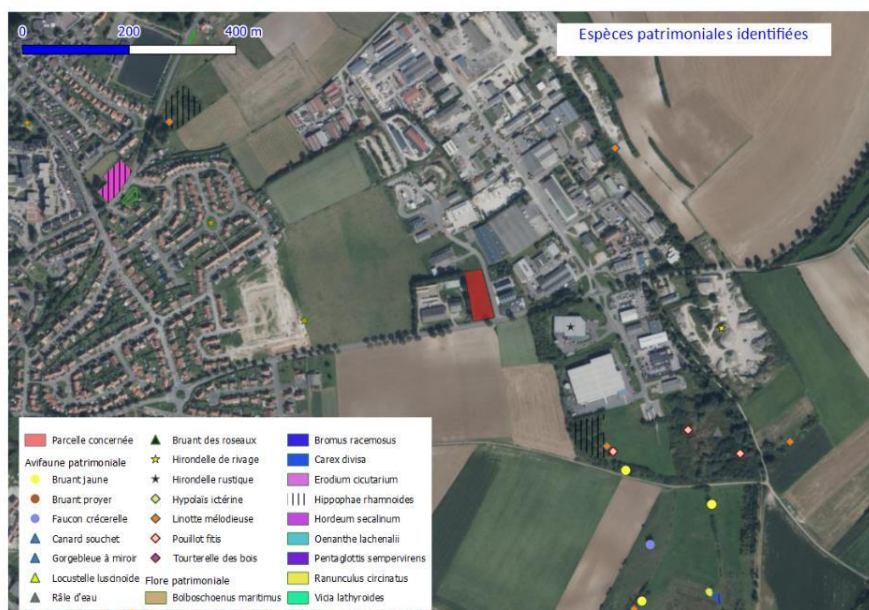 0 200 400 m
Espèces patrimoniales identifiées
Parcelle concernée
Avifaune patrimoniale
Bruant jaune
Bruant proyer
Faucon crécerelle
Canard souchet
Gorgebleue à miroir
Locustelle luscinoïde
Râle d'eau
Bruant des roseaux
Hirondelle de rivage
Hirondelle rustique
Hypolaïs ictérine
Linotte mélodieuse
Pouillot fitis
Tourterelle des bois
Flore patrimoniale
Bolboschoenus maritimus
Bromus racemosus
Carex divisa
Erodium cicutarium
Hippophae rhamnoides
Hordeum secalinum
Oenanthe lachenalii
Pentaglottis sempervirens
Ranunculus circinatus
Vicia lathyroides